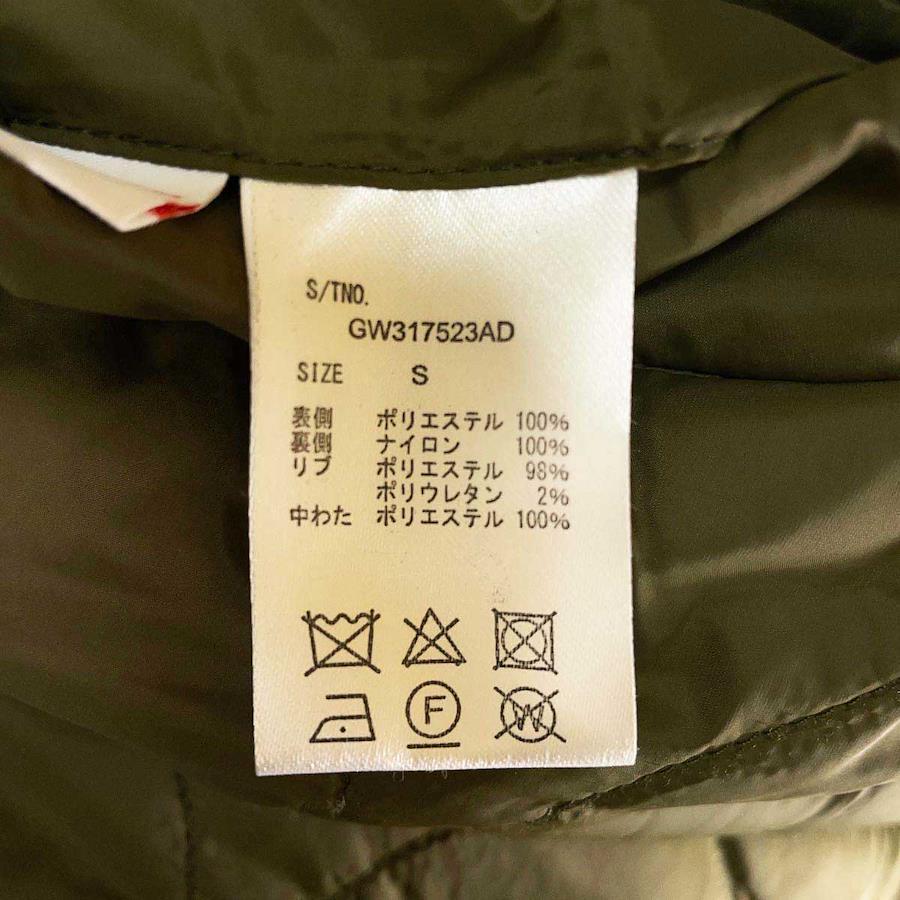 S/TNO.
GW317523AD
SIZE S
表側 ポリエステル 100%
裏側 ナイロン 100%
リブ ポリエステル 98%
ポリウレタン 2%
中わた ポリエステル 100%
F
W